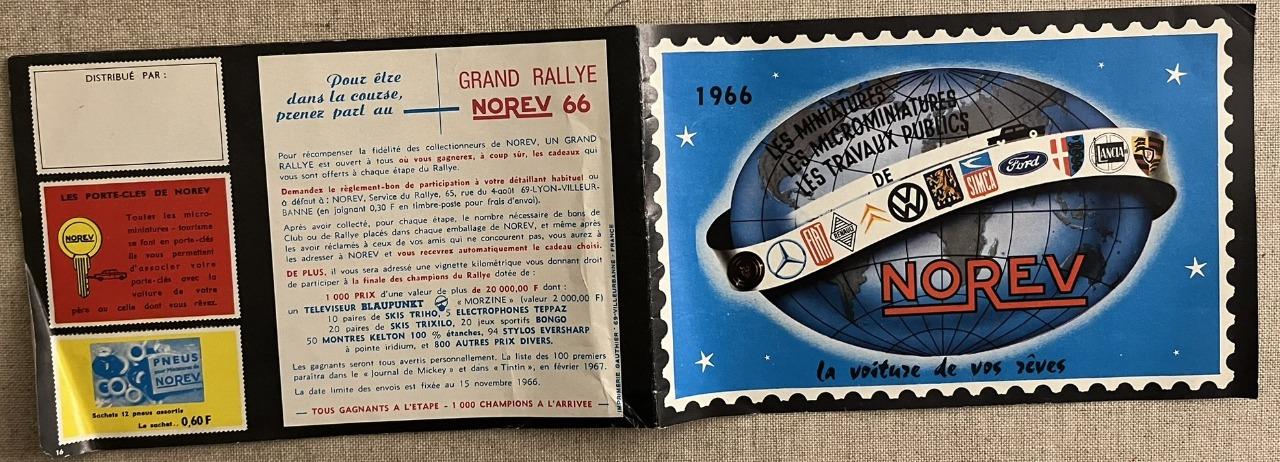 DISTRIBUÉ PAR :
LES PORTE-CLES DE NOREV
NOREV
Toutes les micro-
miniatures - tourisme
se font en porte-clés
Ils vous permettent
d'associer votre
porte-clés avec la
voiture de votre
père ou celle dont vous rêvez.
PNEUS
pour Miniatures de
NOREV
Sachets 12 pneus assortis
Le sachet.. 0,60 F
16
Pour être
dans la course,
prenez part au
GRAND RALLYE
NOREV 66
Pour récompenser la fidélité des collectionneurs de NOREV, UN GRAND
RALLYE est ouvert à tous où vous gagnerez, à coup sûr, les cadeaux qui
vous sont offerts à chaque étape du Rallye.
Demandez le règlement-bon de participation à votre détaillant habituel ou
à défaut à : NOREV, Service du Rallye, 65, rue du 4-août 69-LYON-VILLEUR-
BANNE (en joignant 0,30 F en timbre-poste pour frais d'envoi).
Après avoir collecté, pour chaque étape, le nombre nécessaire de bons de
Club ou de Rallye placés dans chaque emballage de NOREV, et même après
les avoir réclamés à ceux de vos amis qui ne concourent pas, vous aurez à
les adresser à NOREV et vous recevrez automatiquement le cadeau choisi.
DE PLUS, il vous sera adressé une vignette kilométrique vous donnant droit
de participer à la finale des champions du Rallye dotée de :
1 000 PRIX d'une valeur de plus de 20 000,00 F dont :
un TELEVISEUR BLAUPUNKT « MORZINE » (valeur 2 000,00 F)
10 paires de SKIS TRIHO, 5 ELECTROPHONES TEPPAZ
20 paires de SKIS TRIXILO, 20 jeux sportifs BONGO
50 MONTRES KELTON 100 % étanches, 94 STYLOS EVERSHARP
à pointe iridium, et 800 AUTRES PRIX DIVERS.
Les gagnants seront tous avertis personnellement. La liste des 100 premiers
paraîtra dans le « Journal de Mickey » et dans « Tintin », en février 1967.
La date limite des envois est fixée au 15 novembre 1966.
— TOUS GAGNANTS A L'ETAPE - 1 000 CHAMPIONS A L'ARRIVEE —
IMPRIMERIE GAUTHIER - 69-VILLEURBANNE - FRANCE
1966
LES MINIATURES
LES MICROMINIATURES
LES TRAVAUX PUBLICS
DE
FIAT
RENAULT
SIMCA
Ford
LANCIA
NOREV
la voiture de vos rêves